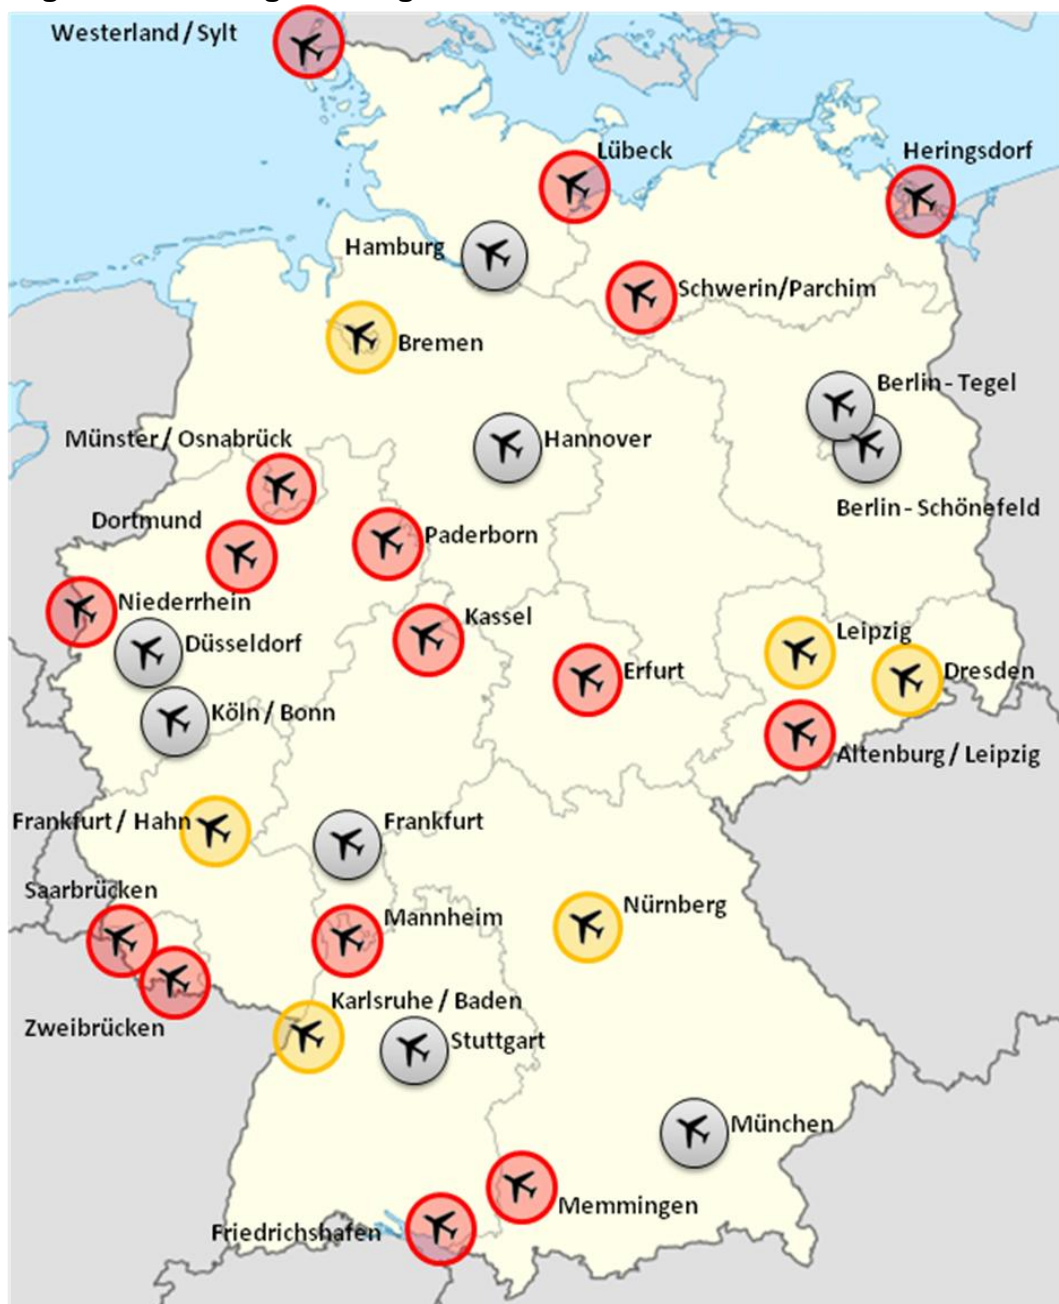 Westerland / Sylt
Lübeck
Heringsdorf
Hamburg
Schwerin/Parchim
Bremen
Berlin - Tegel
Münster / Osnabrück
Hannover
Berlin - Schönefeld
Dortmund
Paderborn
Niederrhein
Kassel
Leipzig
Düsseldorf
Erfurt
Dresden
Köln / Bonn
Altenburg / Leipzig
Frankfurt / Hahn
Frankfurt
Saarbrücken
Nürnberg
Mannheim
Karlsruhe / Baden
Zweibrücken
Stuttgart
München
Memmingen
Friedrichshafen